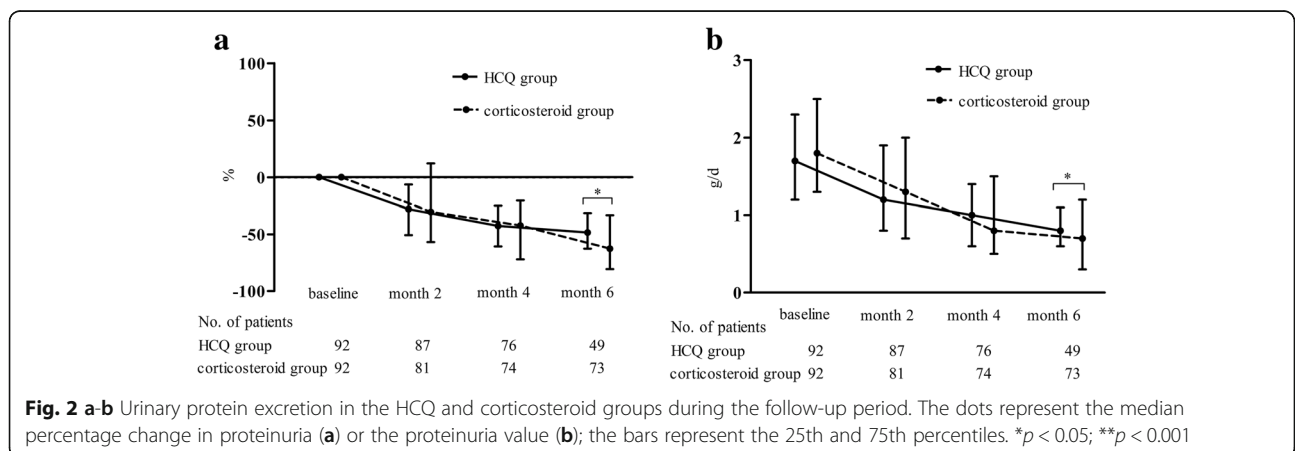 a
100
50
0
-50
-100
%
HCQ group
corticosteroid group
*
baseline month 2 month 4 month 6
No. of patients
HCQ group 92 87 76 49
corticosteroid group 92 81 74 73
b
3
2
1
0
g/d
HCQ group
corticosteroid group
*
baseline month 2 month 4 month 6
No. of patients
HCQ group 92 87 76 49
corticosteroid group 92 81 74 73
Fig. 2 a-b Urinary protein excretion in the HCQ and corticosteroid groups during the follow-up period. The dots represent the median
percentage change in proteinuria (a) or the proteinuria value (b); the bars represent the 25th and 75th percentiles. *p < 0.05; **p < 0.001